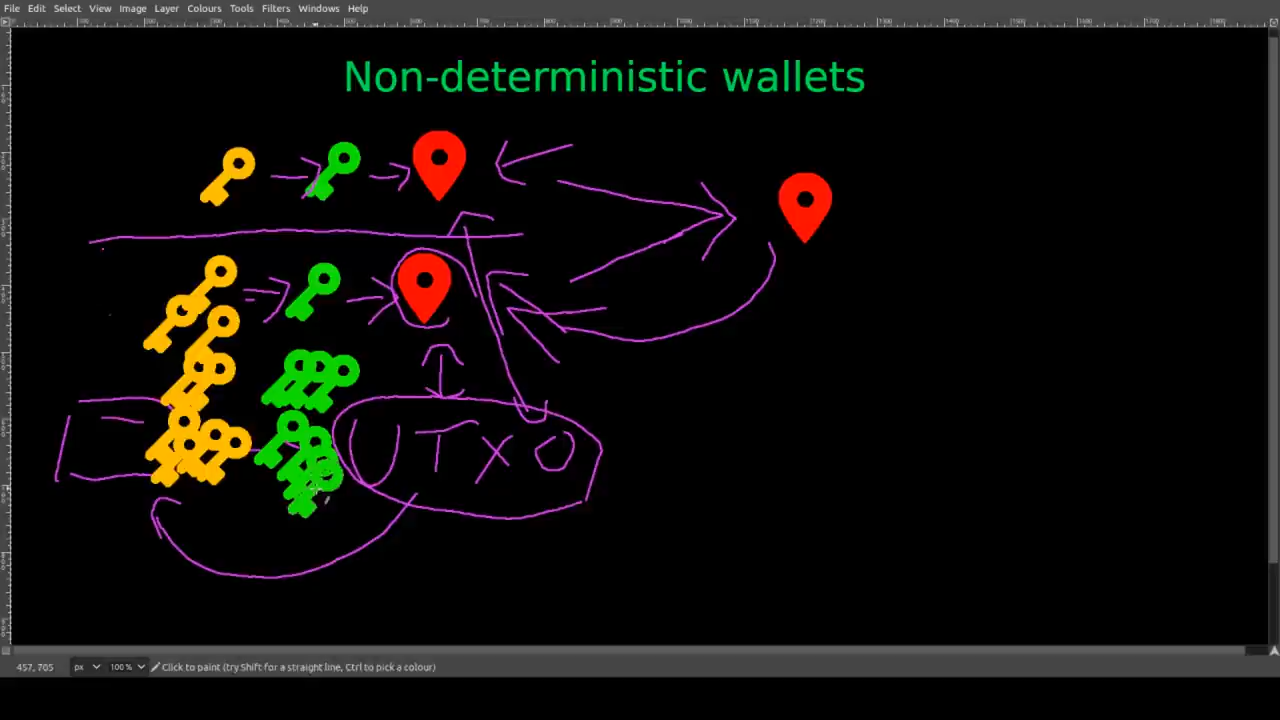 File Edit Select View Image Layer Colours Tools Filters Windows Help
Non-deterministic wallets
UTXO
457, 705 px 100% Click to paint (try Shift for a straight line, Ctrl to pick a colour)